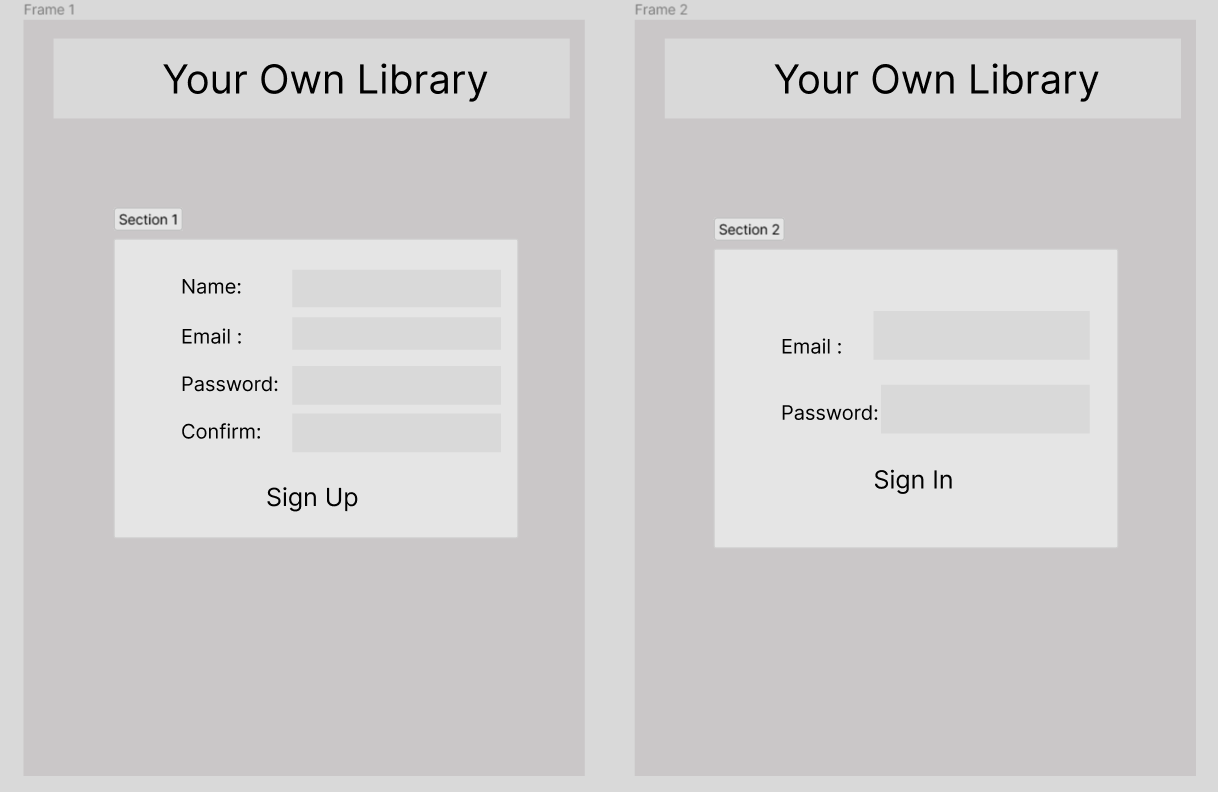 Frame 1
Your Own Library
Section 1
Name:
Email :
Password:
Confirm:
Sign Up
Frame 2
Your Own Library
Section 2
Email :
Password:
Sign In